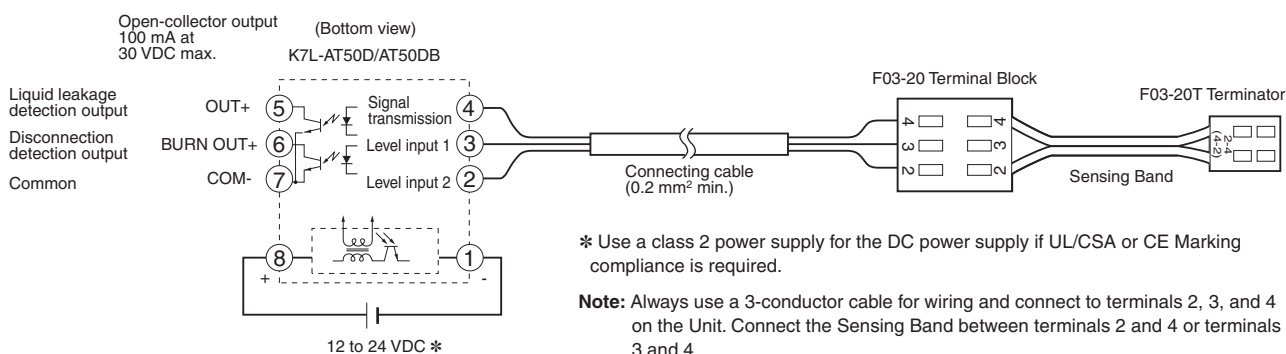 Open-collector output
100 mA at
30 VDC max.
(Bottom view)
K7L-AT50D/AT50DB
F03-20 Terminal Block
F03-20T Terminator
Liquid leakage
detection output
OUT+
5
Signal
transmission
4
Disconnection
detection output
BURN OUT+
6
Level input 1
3
Common
COM-
7
Level input 2
2
Connecting cable
(0.2 mm² min.)
4
3
2
4
3
2
Sensing Band
2-4
(4-2)
8
1
+
-
12 to 24 VDC ✻
✻ Use a class 2 power supply for the DC power supply if UL/CSA or CE Marking
compliance is required.
Note: Always use a 3-conductor cable for wiring and connect to terminals 2, 3, and 4
on the Unit. Connect the Sensing Band between terminals 2 and 4 or terminals
3 and 4.